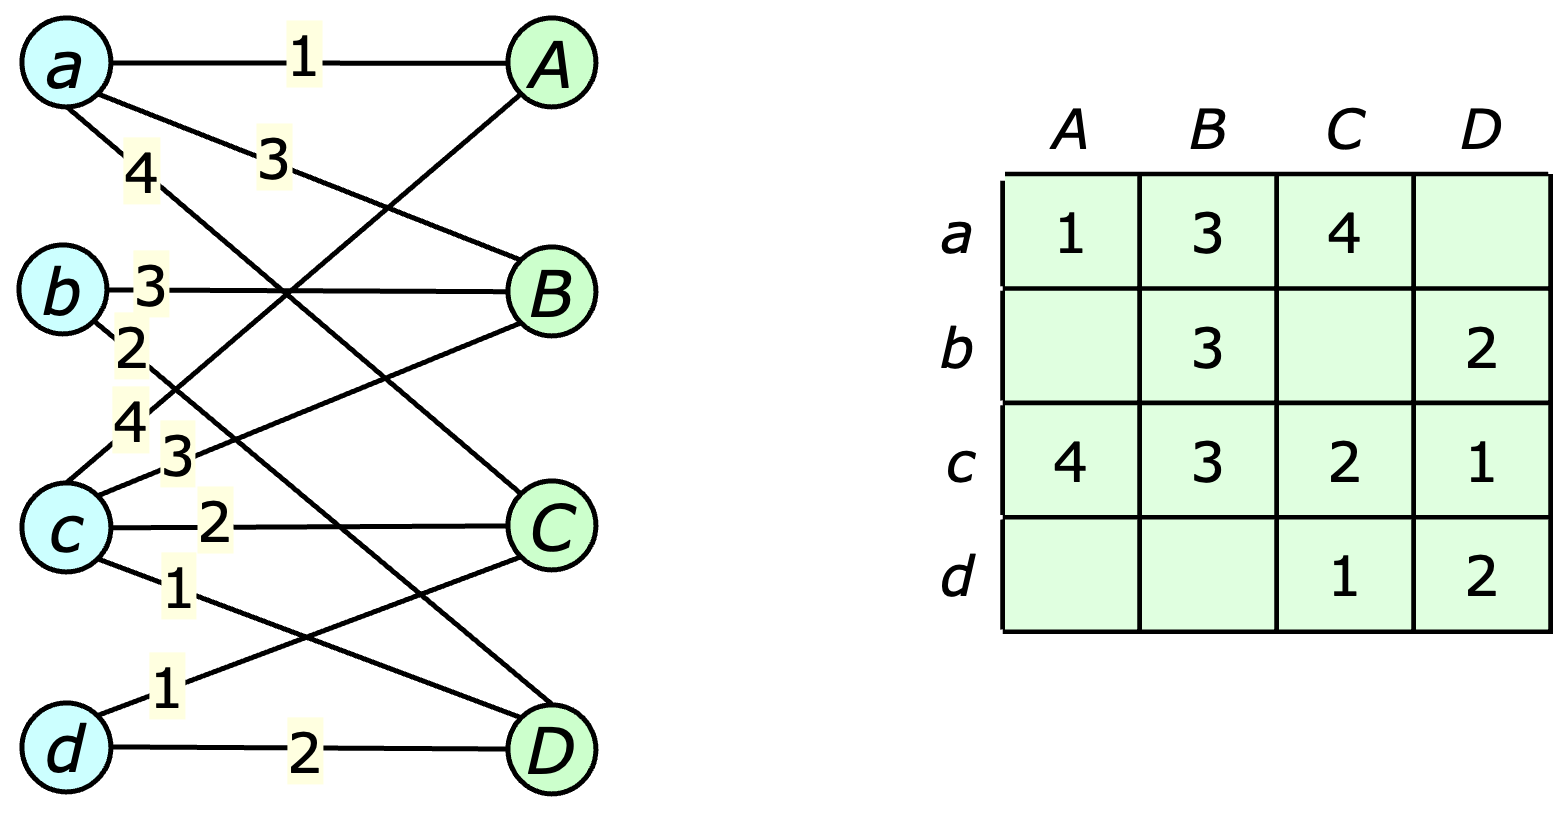 a 1 A
3
4
b 3 B
2
4
3
c 2 C
1
1
d 2 D
A B C D
a 1 3 4
b 3 2
c 4 3 2 1
d 1 2